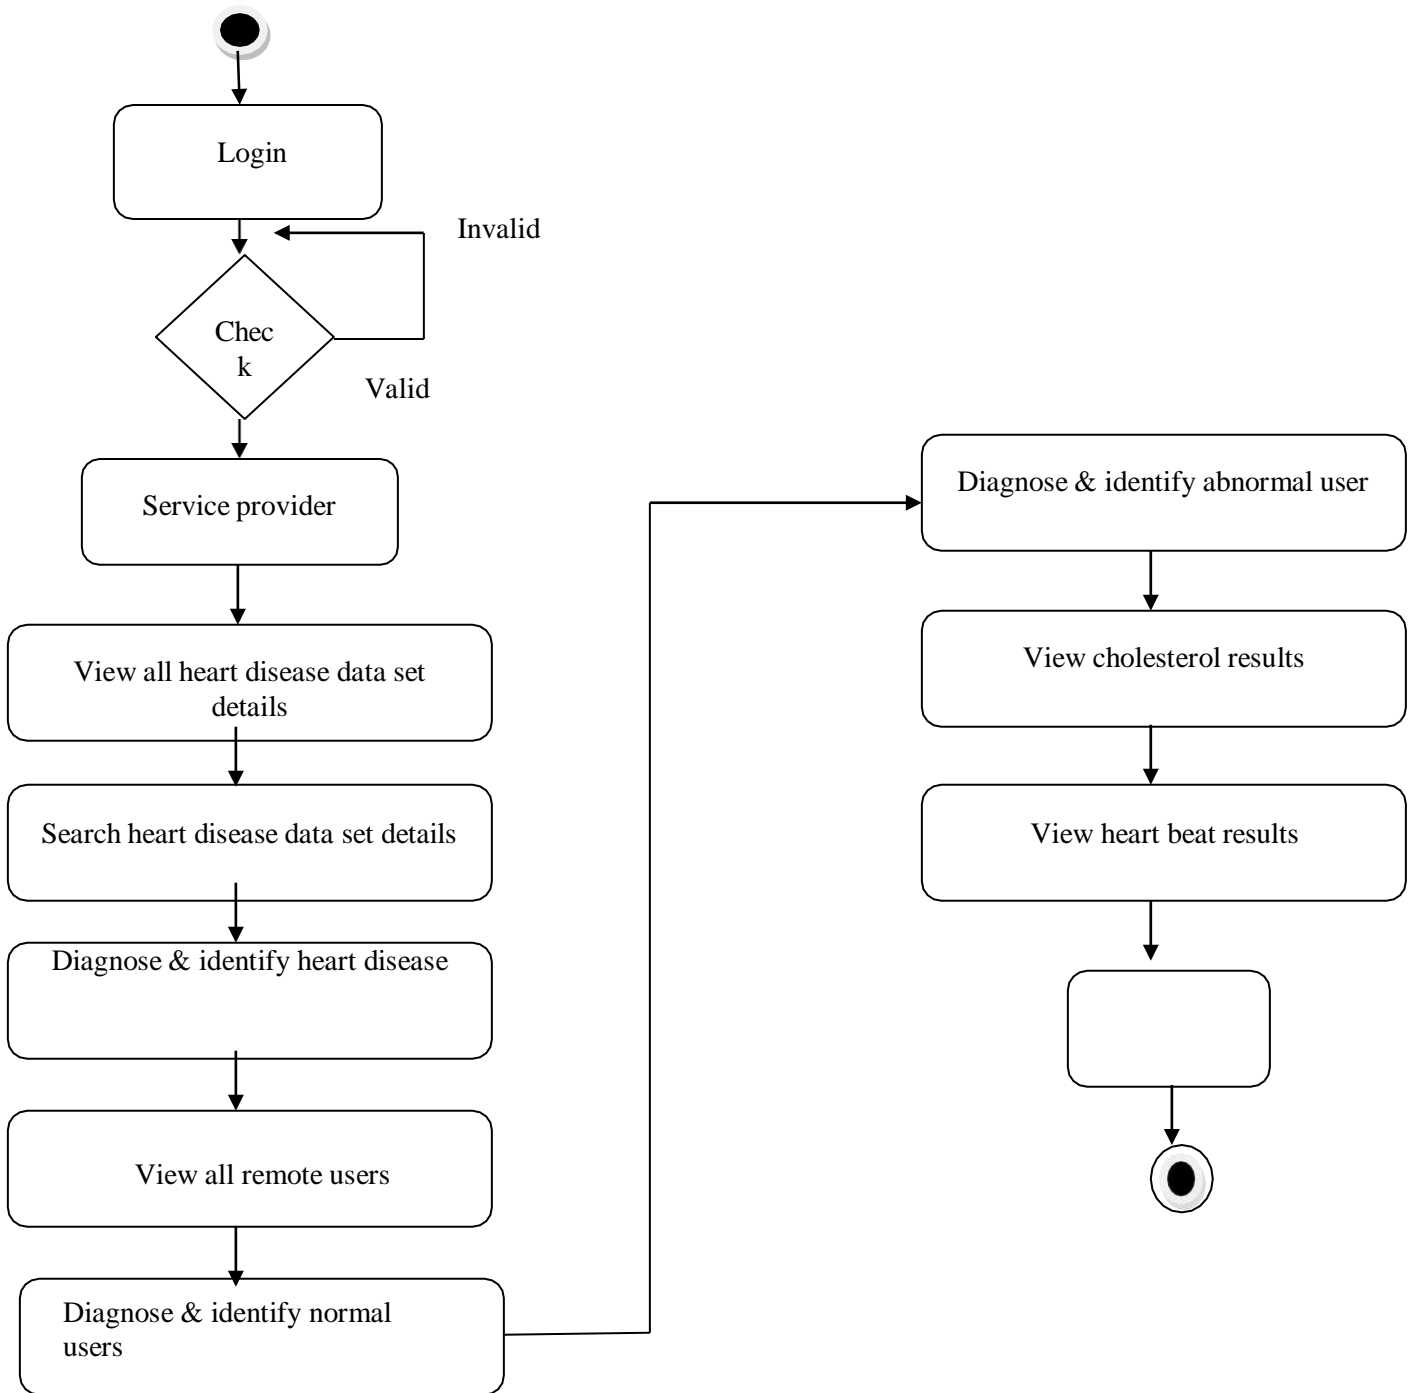 Login
Invalid
Chec
k
Valid
Service provider
View all heart disease data set
details
Search heart disease data set details
Diagnose & identify heart disease
View all remote users
Diagnose & identify normal
users
Diagnose & identify abnormal user
View cholesterol results
View heart beat results